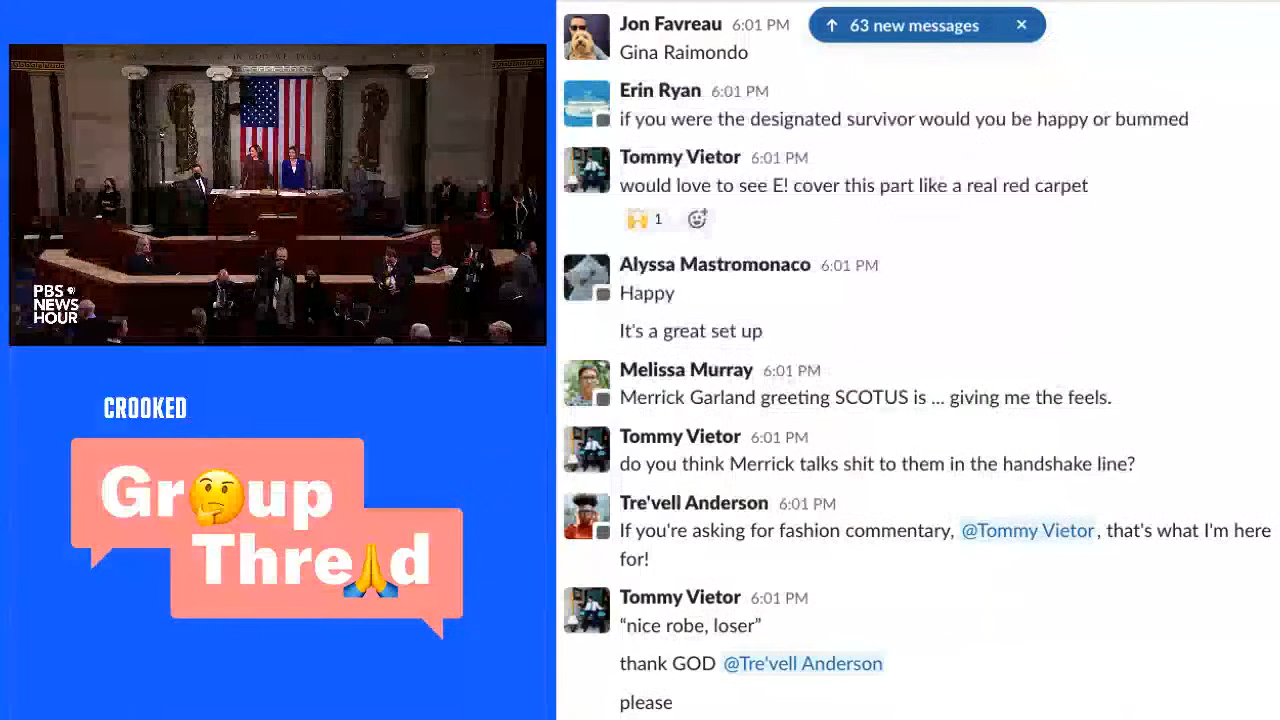 IN GOD WE TRUST
PBS
NEWS
HOUR
CROOKED
Gr🤔up
Thre🙏d
Jon Favreau 6:01 PM
↑ 63 new messages ×
Gina Raimondo
Erin Ryan 6:01 PM
if you were the designated survivor would you be happy or bummed
Tommy Vietor 6:01 PM
would love to see E! cover this part like a real red carpet
🙌 1
Alyssa Mastromonaco 6:01 PM
Happy
It's a great set up
Melissa Murray 6:01 PM
Merrick Garland greeting SCOTUS is ... giving me the feels.
Tommy Vietor 6:01 PM
do you think Merrick talks shit to them in the handshake line?
Tre'vell Anderson 6:01 PM
If you're asking for fashion commentary, @Tommy Vietor, that's what I'm here
for!
Tommy Vietor 6:01 PM
“nice robe, loser”
thank GOD @Tre'vell Anderson
please